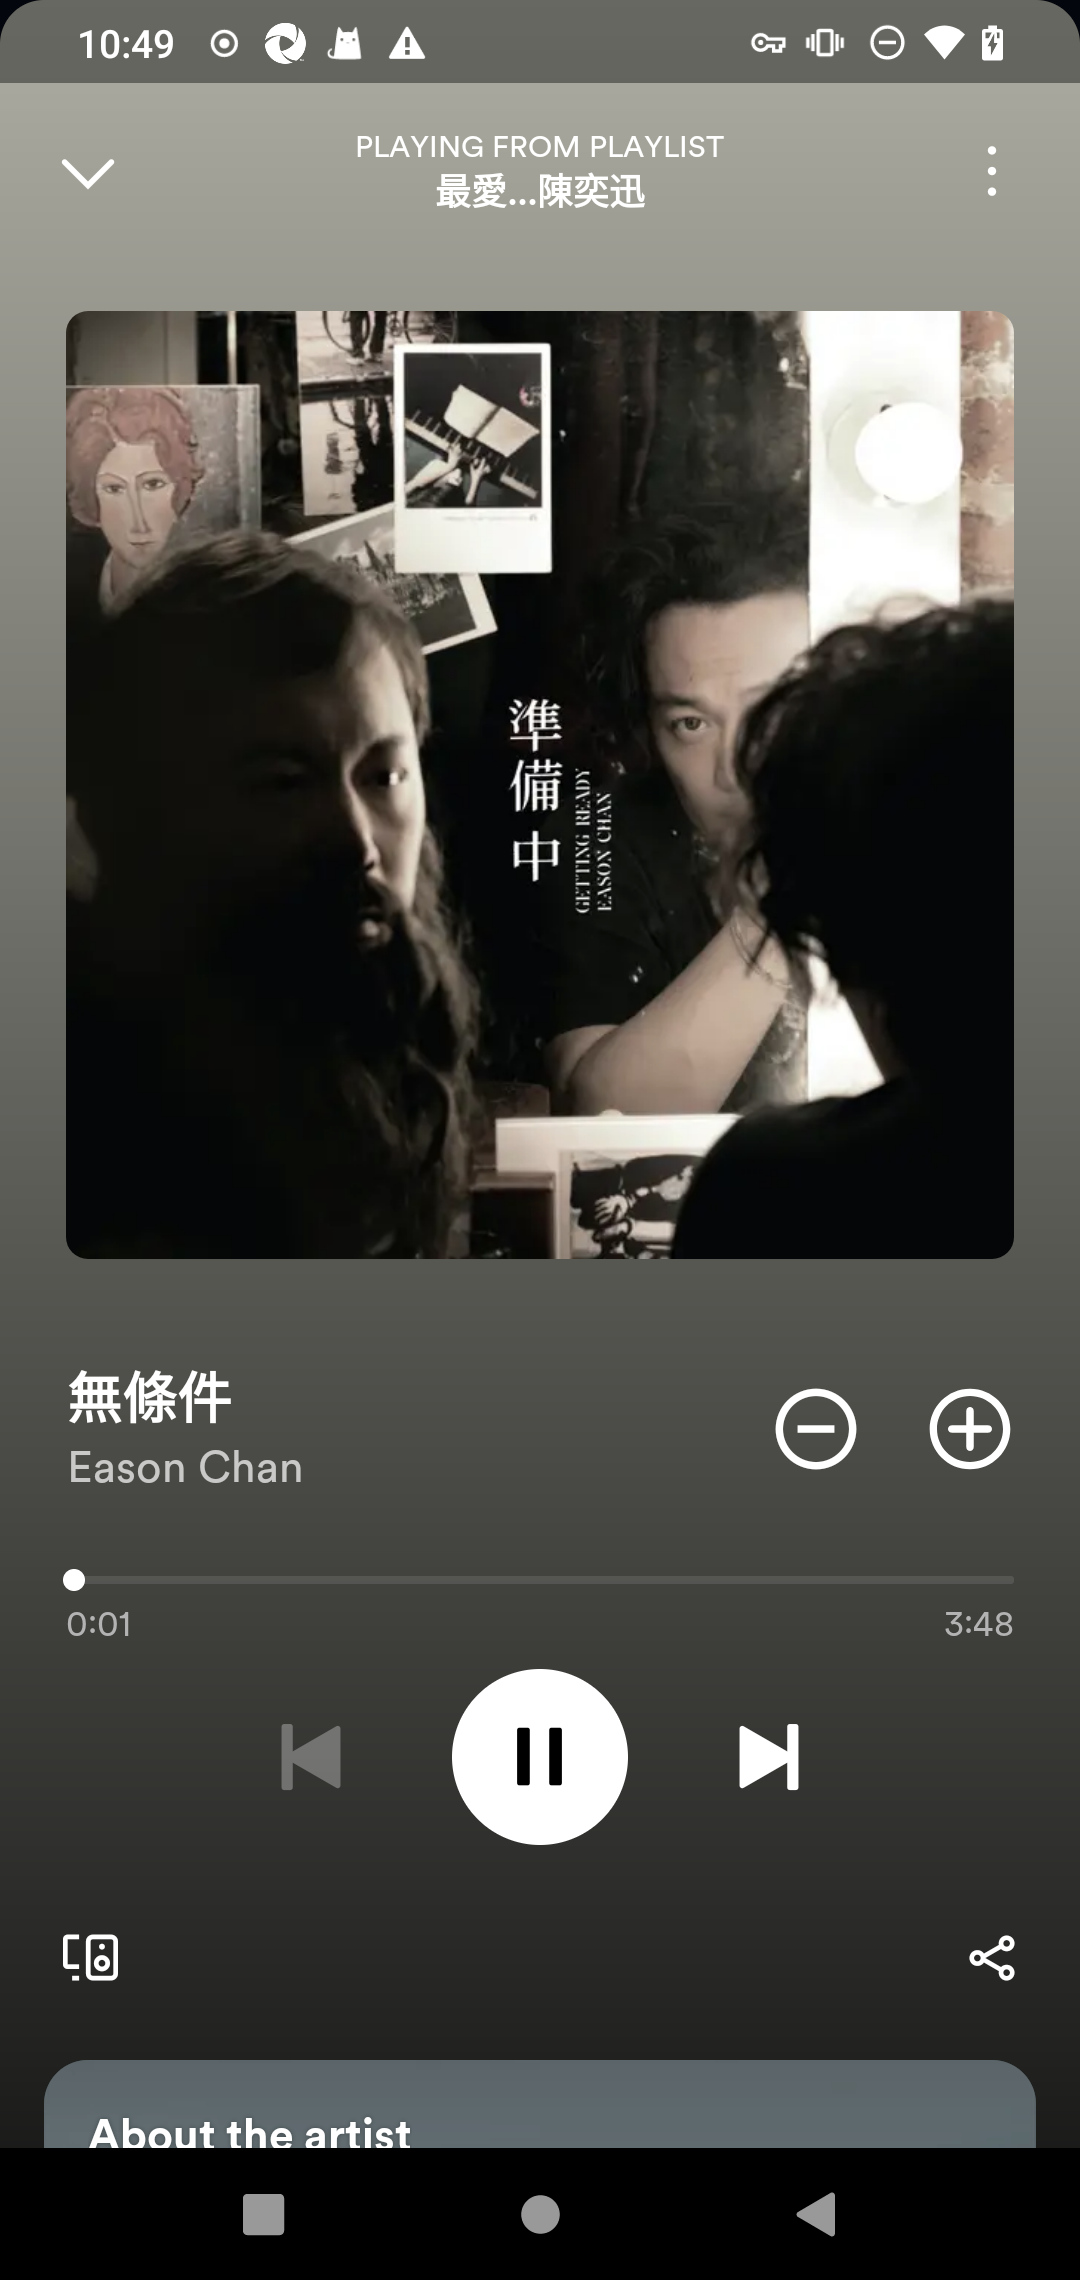 10:49
PLAYING FROM PLAYLIST
最愛...陳奕迅
準備中
GETTING READY
EASON CHAN
無條件
Eason Chan
0:01
3:48
About the artist